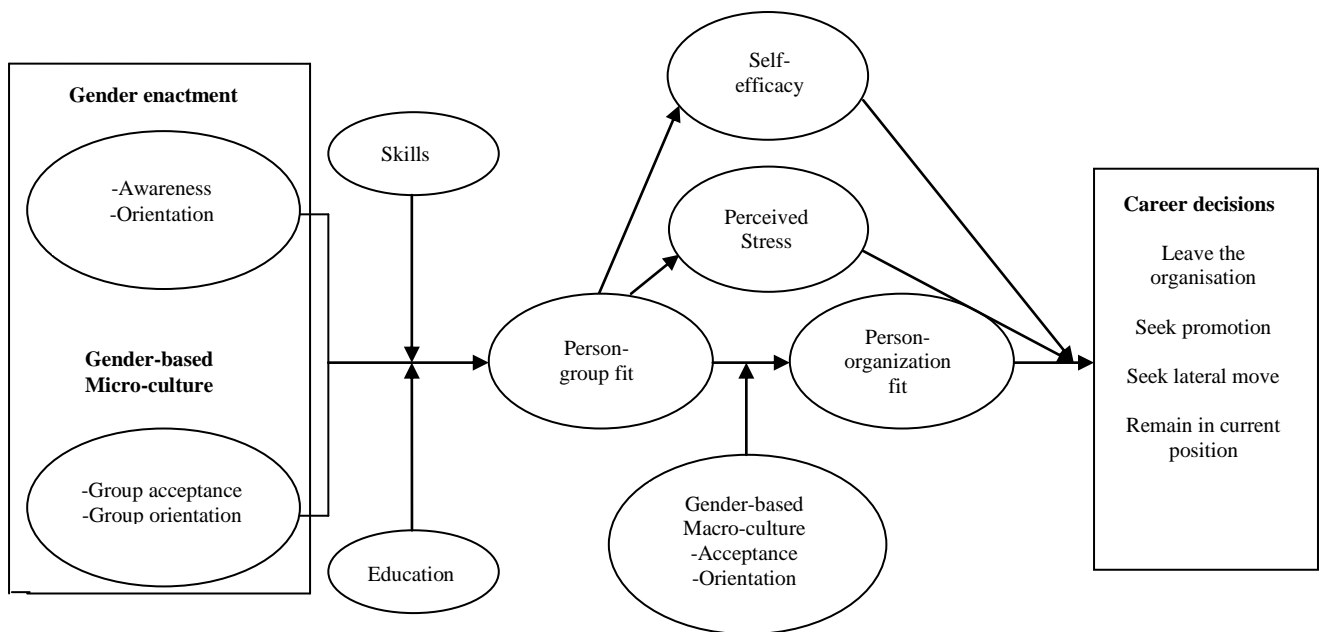 Gender enactment
-Awareness
-Orientation
Gender-based
Micro-culture
-Group acceptance
-Group orientation
Skills
Education
Person-
group fit
Self-
efficacy
Perceived
Stress
Person-
organization
fit
Gender-based
Macro-culture
-Acceptance
-Orientation
Career decisions
Leave the
organisation
Seek promotion
Seek lateral move
Remain in current
position